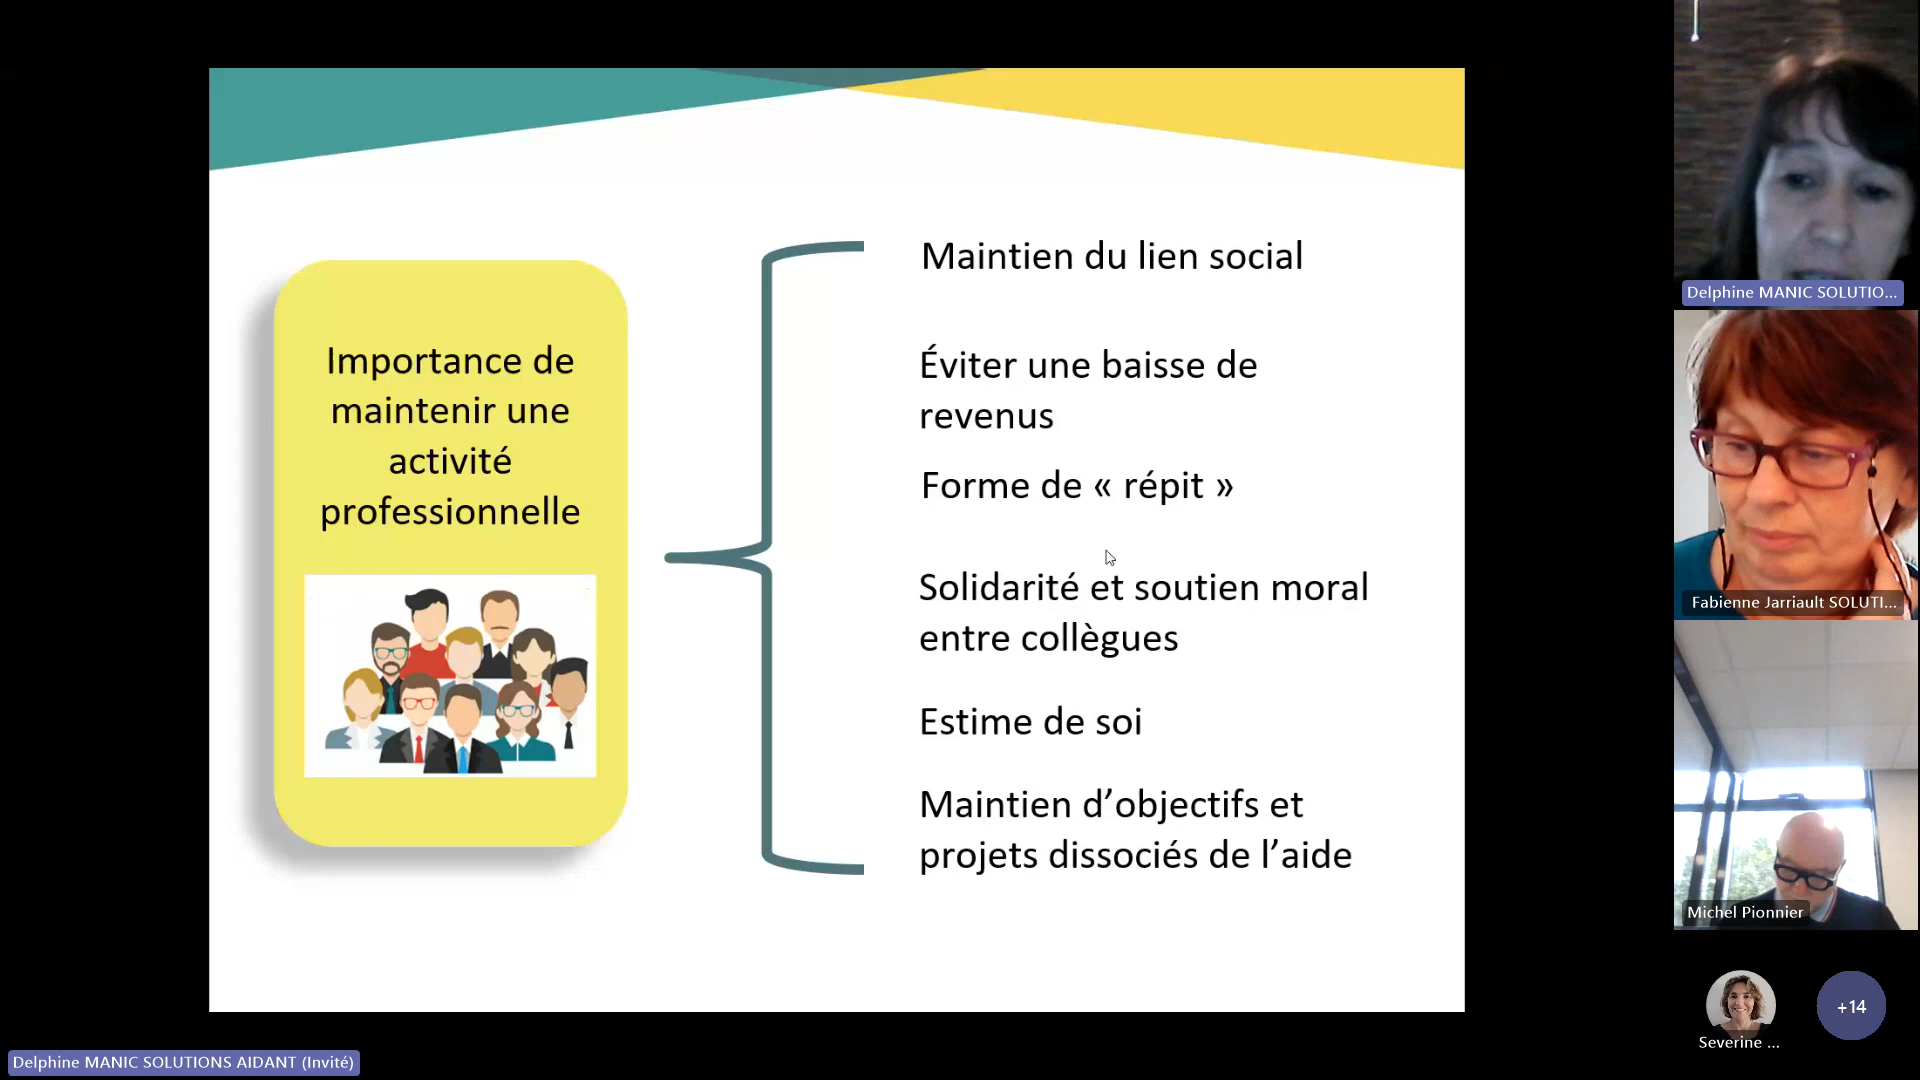 Importance de
maintenir une
activité
professionnelle
Maintien du lien social
Éviter une baisse de
revenus
Forme de « répit »
Solidarité et soutien moral
entre collègues
Estime de soi
Maintien d’objectifs et
projets dissociés de l’aide
Delphine MANIC SOLUTIO...
Fabienne Jarriault SOLUTI...
Michel Pionnier
Severine ...
+14
Delphine MANIC SOLUTIONS AIDANT (Invité)